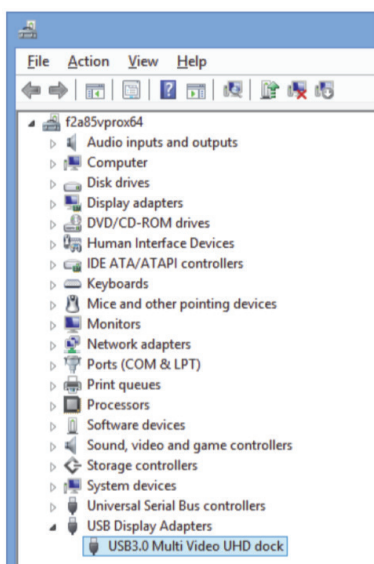 File Action View Help
f2a85vprox64
Audio inputs and outputs
Computer
Disk drives
Display adapters
DVD/CD-ROM drives
Human Interface Devices
IDE ATA/ATAPI controllers
Keyboards
Mice and other pointing devices
Monitors
Network adapters
Ports (COM & LPT)
Print queues
Processors
Software devices
Sound, video and game controllers
Storage controllers
System devices
Universal Serial Bus controllers
USB Display Adapters
USB3.0 Multi Video UHD dock